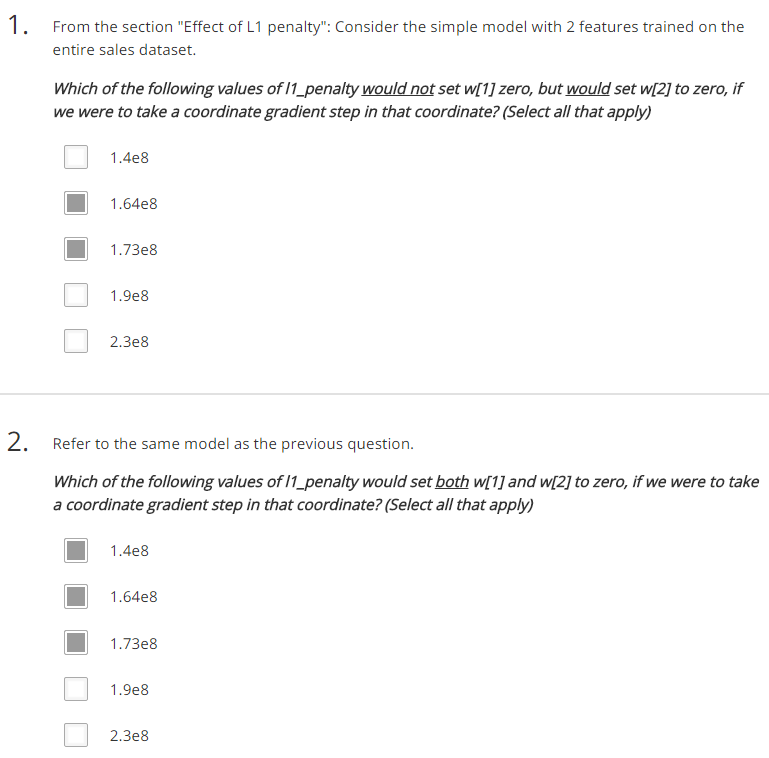 1. From the section "Effect of L1 penalty": Consider the simple model with 2 features trained on the
entire sales dataset.
Which of the following values of l1_penalty would not set w[1] zero, but would set w[2] to zero, if
we were to take a coordinate gradient step in that coordinate? (Select all that apply)
1.4e8
1.64e8
1.73e8
1.9e8
2.3e8
2. Refer to the same model as the previous question.
Which of the following values of l1_penalty would set both w[1] and w[2] to zero, if we were to take
a coordinate gradient step in that coordinate? (Select all that apply)
1.4e8
1.64e8
1.73e8
1.9e8
2.3e8